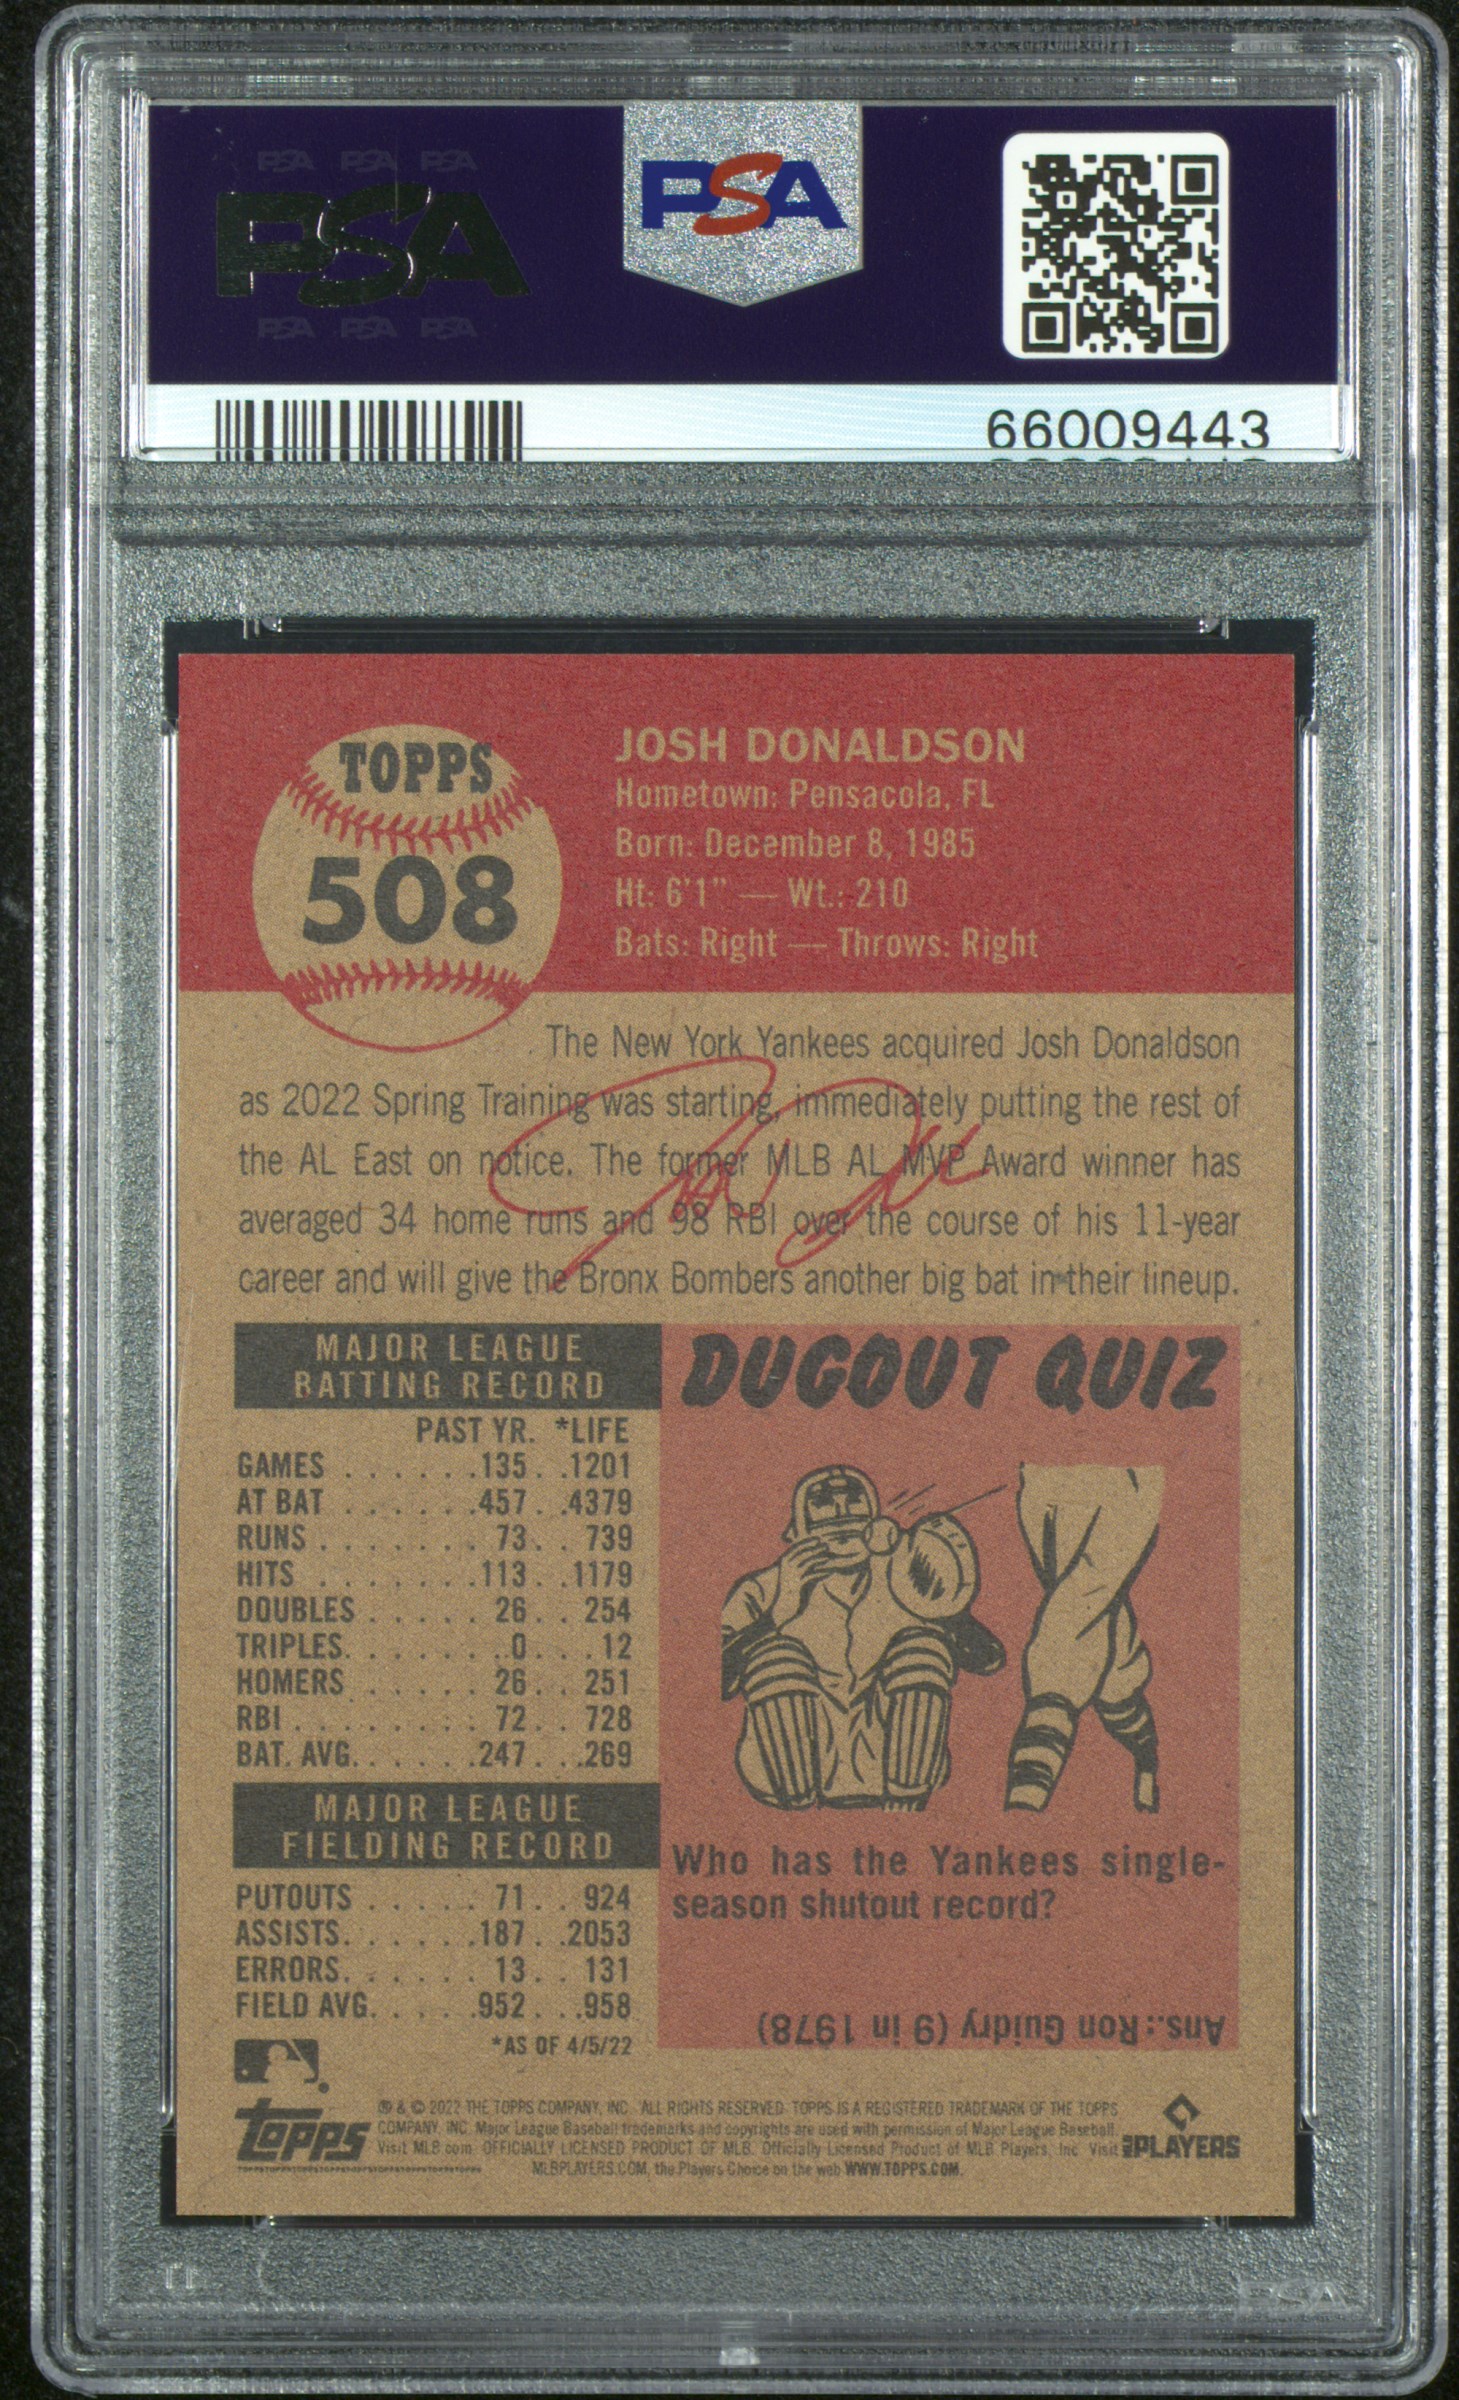 PSA PSA PSA
PSA
PSA PSA PSA
PSA
66009443
TOPPS
508
JOSH DONALDSON
Hometown: Pensacola, FL
Born: December 8, 1985
Ht: 6'1" — Wt.: 210
Bats: Right — Throws: Right
The New York Yankees acquired Josh Donaldson
as 2022 Spring Training was starting, immediately putting the rest of
the AL East on notice. The former MLB AL MVP Award winner has
averaged 34 home runs and 98 RBI over the course of his 11-year
career and will give the Bronx Bombers another big bat in their lineup.
MAJOR LEAGUE
BATTING RECORD
PAST YR. *LIFE
GAMES . . . . . .135. .1201
AT BAT . . . . . .457. .4379
RUNS . . . . . . . 73. . 739
HITS . . . . . . .113. .1179
DOUBLES . . . . . 26. . 254
TRIPLES. . . . . . .0. . . 12
HOMERS . . . . . 26. . 251
RBI . . . . . . . . 72. . 728
BAT. AVG. . . . . .247. . .269
MAJOR LEAGUE
FIELDING RECORD
PUTOUTS . . . . . 71. . 924
ASSISTS. . . . . .187. .2053
ERRORS. . . . . . 13. . 131
FIELD AVG. . . . .952. . .958
*AS OF 4/5/22
DUGOUT QUIZ
Who has the Yankees single-
season shutout record?
Ans.: Ron Guidry (9 in 1978)
TOPPS
® & © 2022 THE TOPPS COMPANY, INC. ALL RIGHTS RESERVED. TOPPS IS A REGISTERED TRADEMARK OF THE TOPPS
COMPANY, INC. Major League Baseball trademarks and copyrights are used with permission of Major League Baseball.
Visit MLB.com. OFFICIALLY LICENSED PRODUCT OF MLB. Officially Licensed Product of MLB Players, Inc. Visit
MLBPLAYERS.COM, the Players Choice on the web WWW.TOPPS.COM.
MLB PLAYERS
PSA